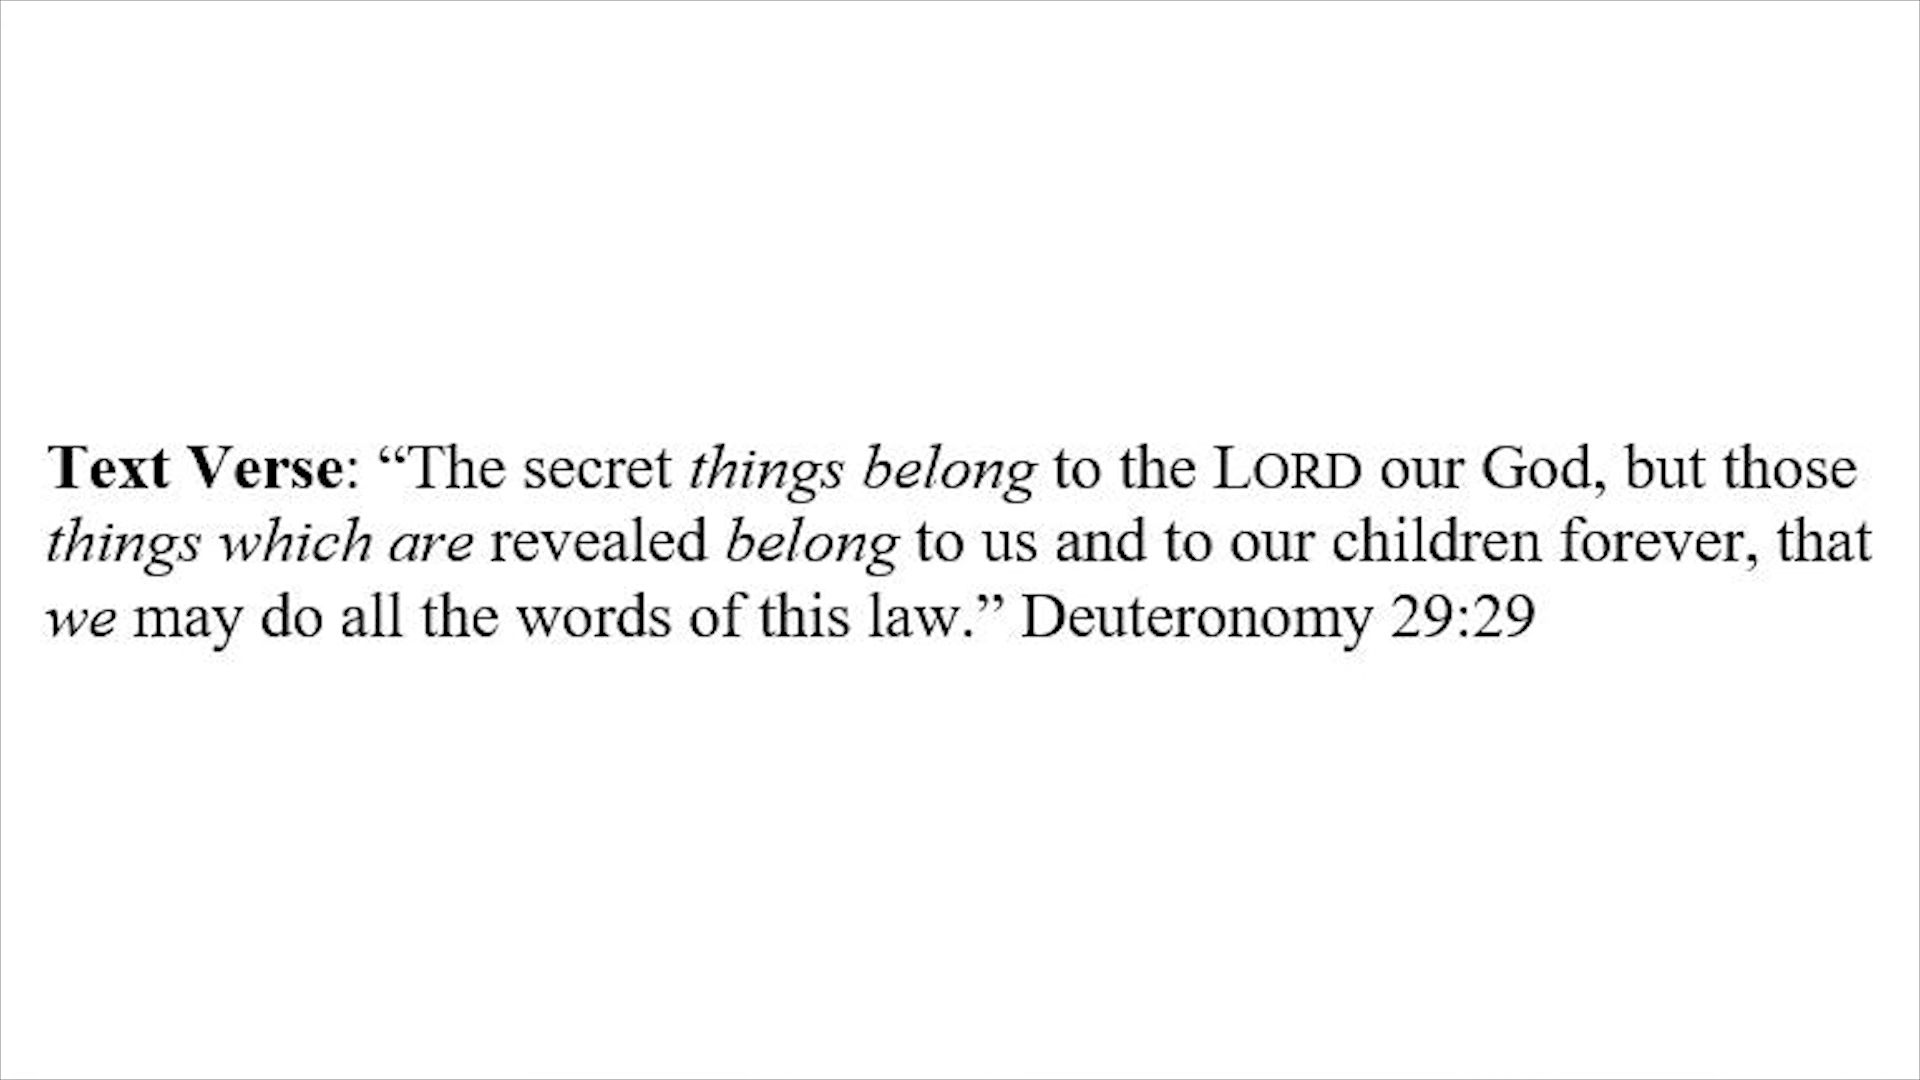 Text Verse: “The secret things belong to the LORD our God, but those
things which are revealed belong to us and to our children forever, that
we may do all the words of this law.” Deuteronomy 29:29